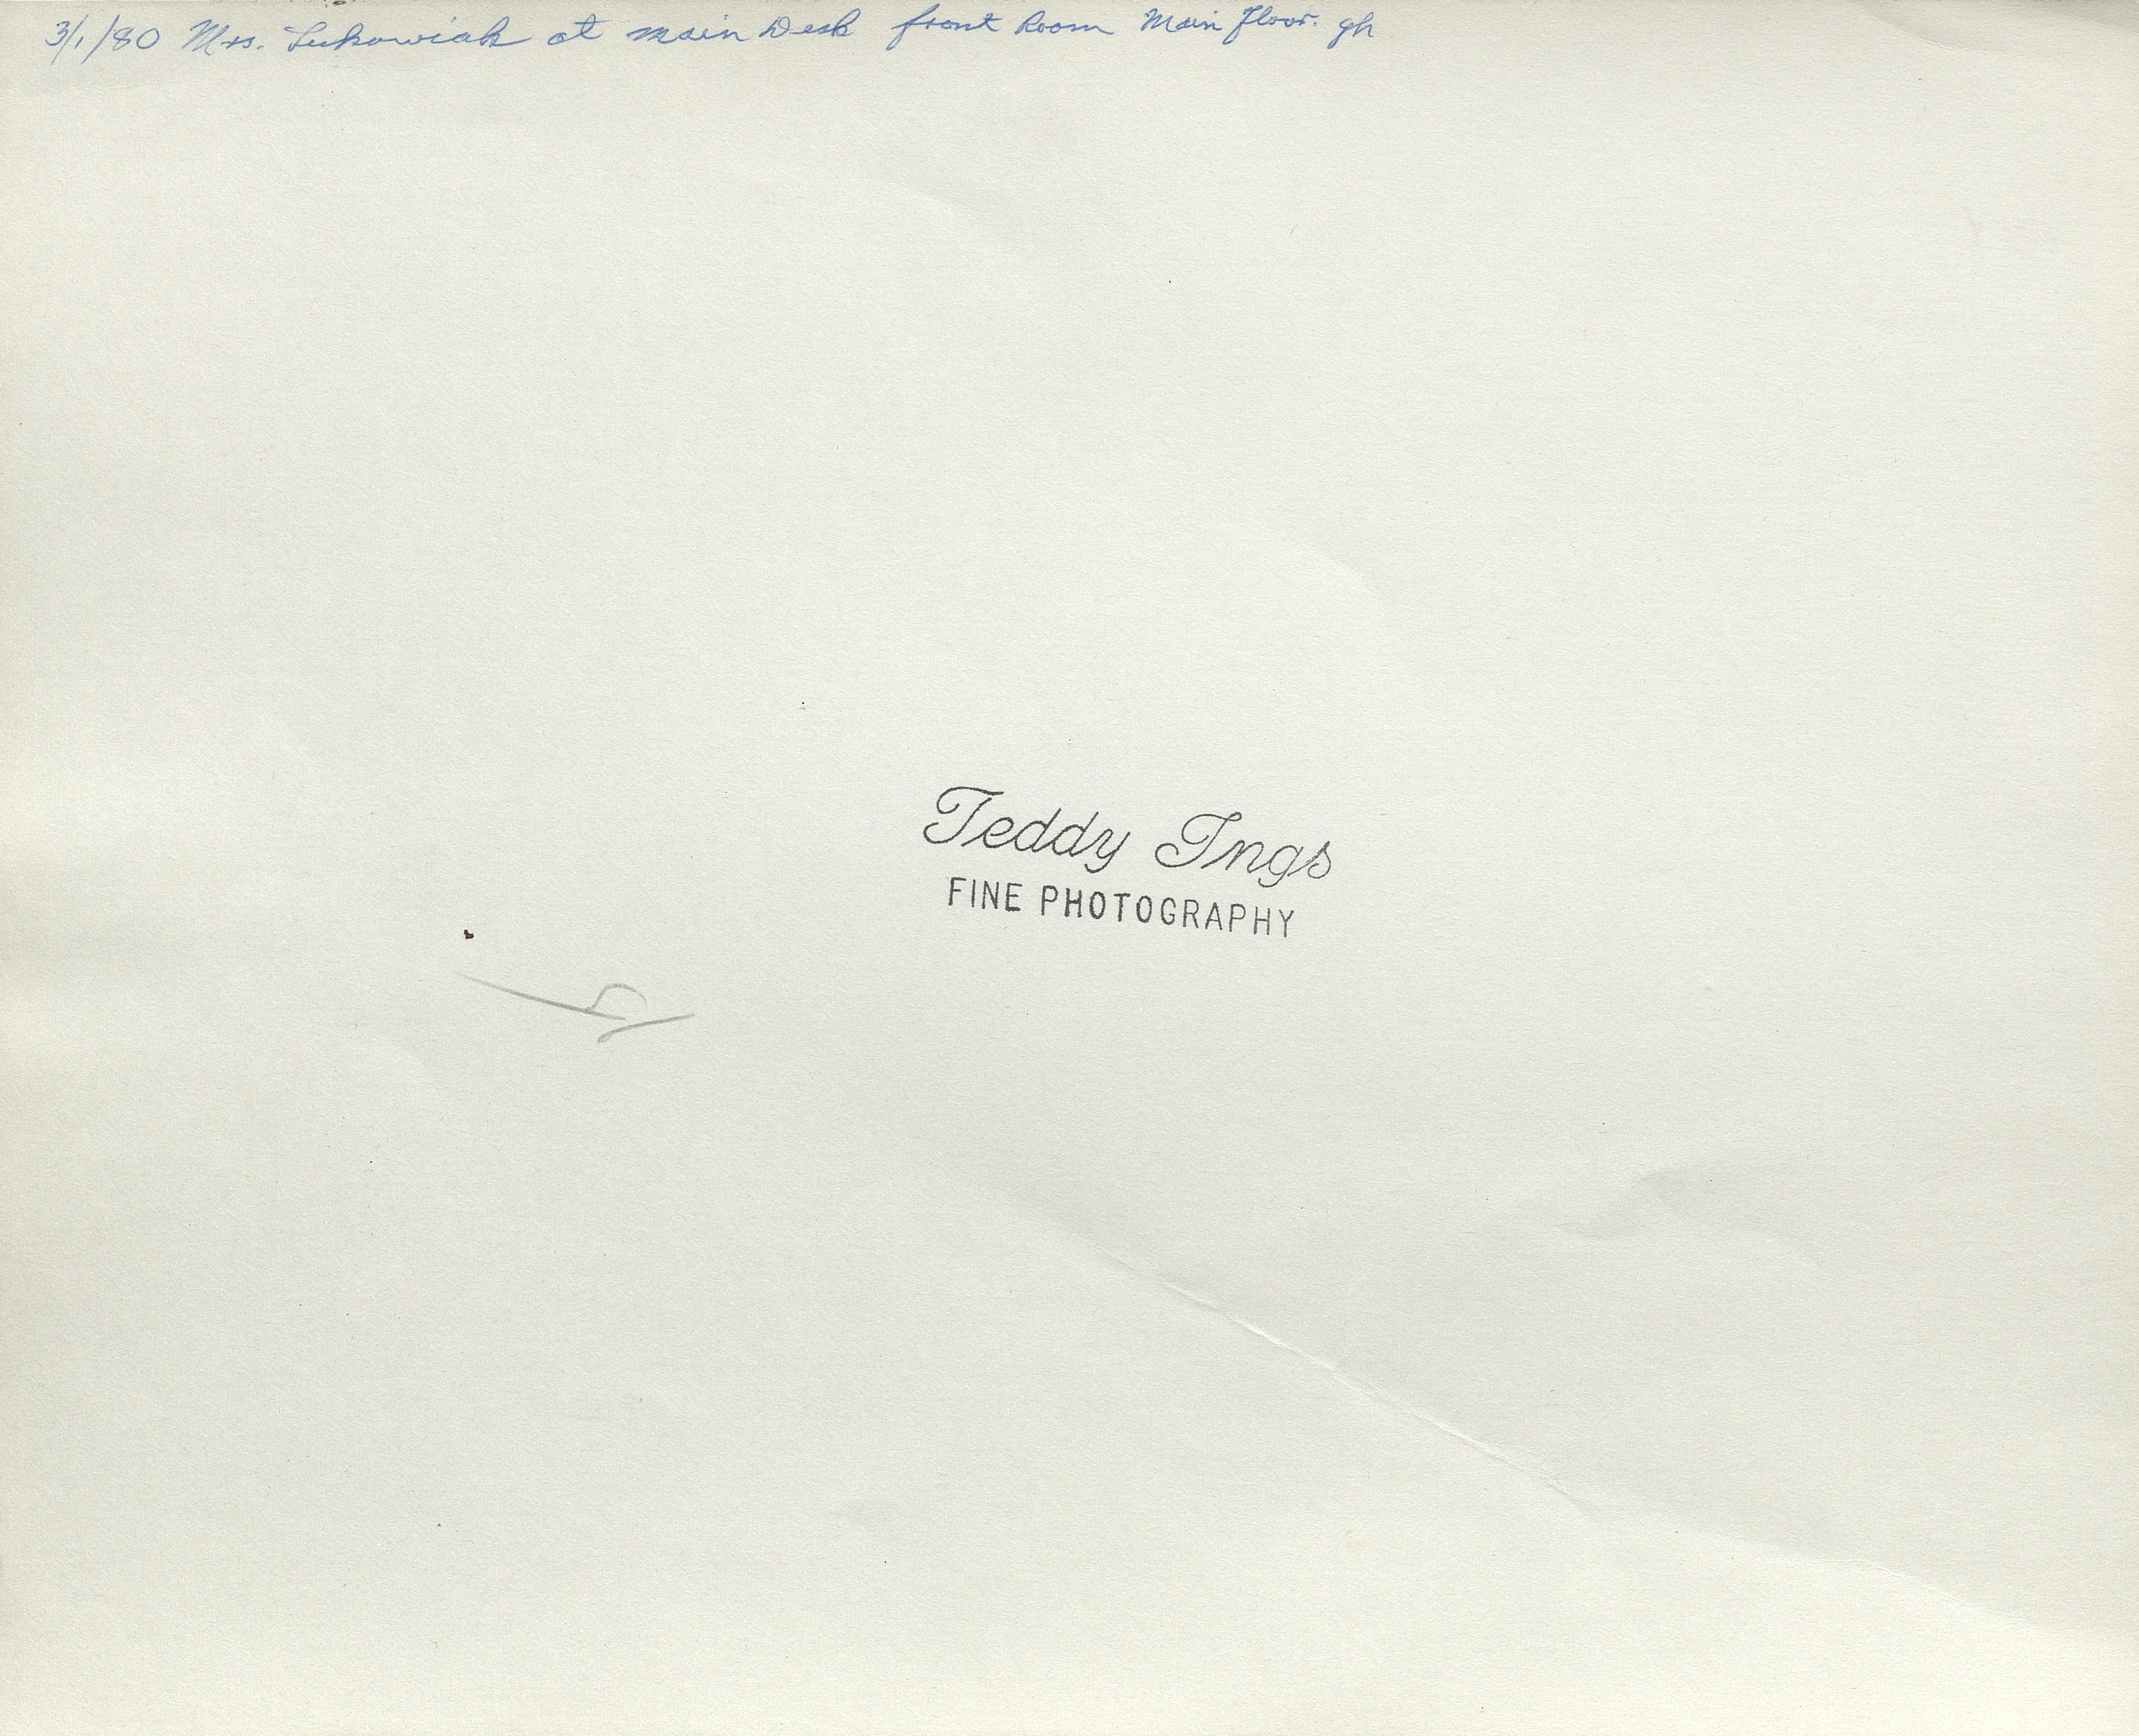 3/1/80 Mrs. Lukowiak at main Desk front Room Main Floor. gh
Teddy Ings
FINE PHOTOGRAPHY